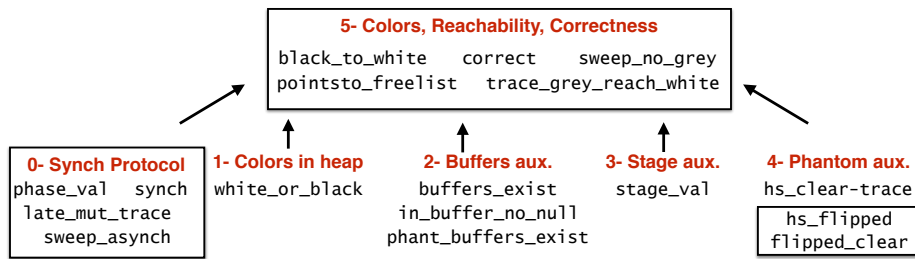 5- Colors, Reachability, Correctness
black_to_white correct sweep_no_grey
pointsto_freelist trace_grey_reach_white
0- Synch Protocol
phase_val synch
late_mut_trace
sweep_asynch
1- Colors in heap
white_or_black
2- Buffers aux.
buffers_exist
in_buffer_no_null
phant_buffers_exist
3- Stage aux.
stage_val
4- Phantom aux.
hs_clear-trace
hs_flipped
flipped_clear